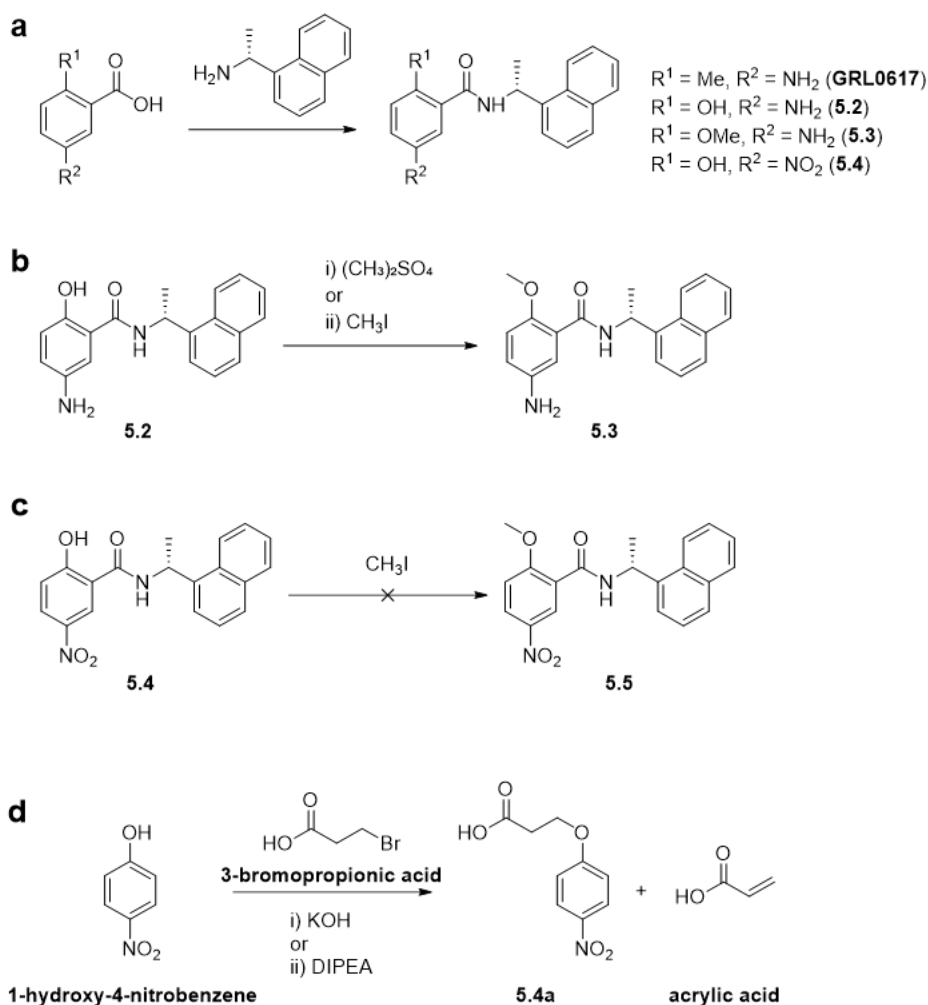 a
R¹
O
OH
R²
H₂N
R¹
O
NH
R²
R¹ = Me, R² = NH₂ (GRL0617)
R¹ = OH, R² = NH₂ (5.2)
R¹ = OMe, R² = NH₂ (5.3)
R¹ = OH, R² = NO₂ (5.4)
b
OH
O
N
H
NH₂
5.2
i) (CH₃)₂SO₄
or
ii) CH₃I
O
O
N
H
NH₂
5.3
c
OH
O
N
H
NO₂
5.4
CH₃I
O
O
N
H
NO₂
5.5
d
OH
NO₂
1-hydroxy-4-nitrobenzene
O
HO
Br
3-bromopropionic acid
i) KOH
or
ii) DIPEA
O
HO
O
NO₂
5.4a
+
O
HO
acrylic acid